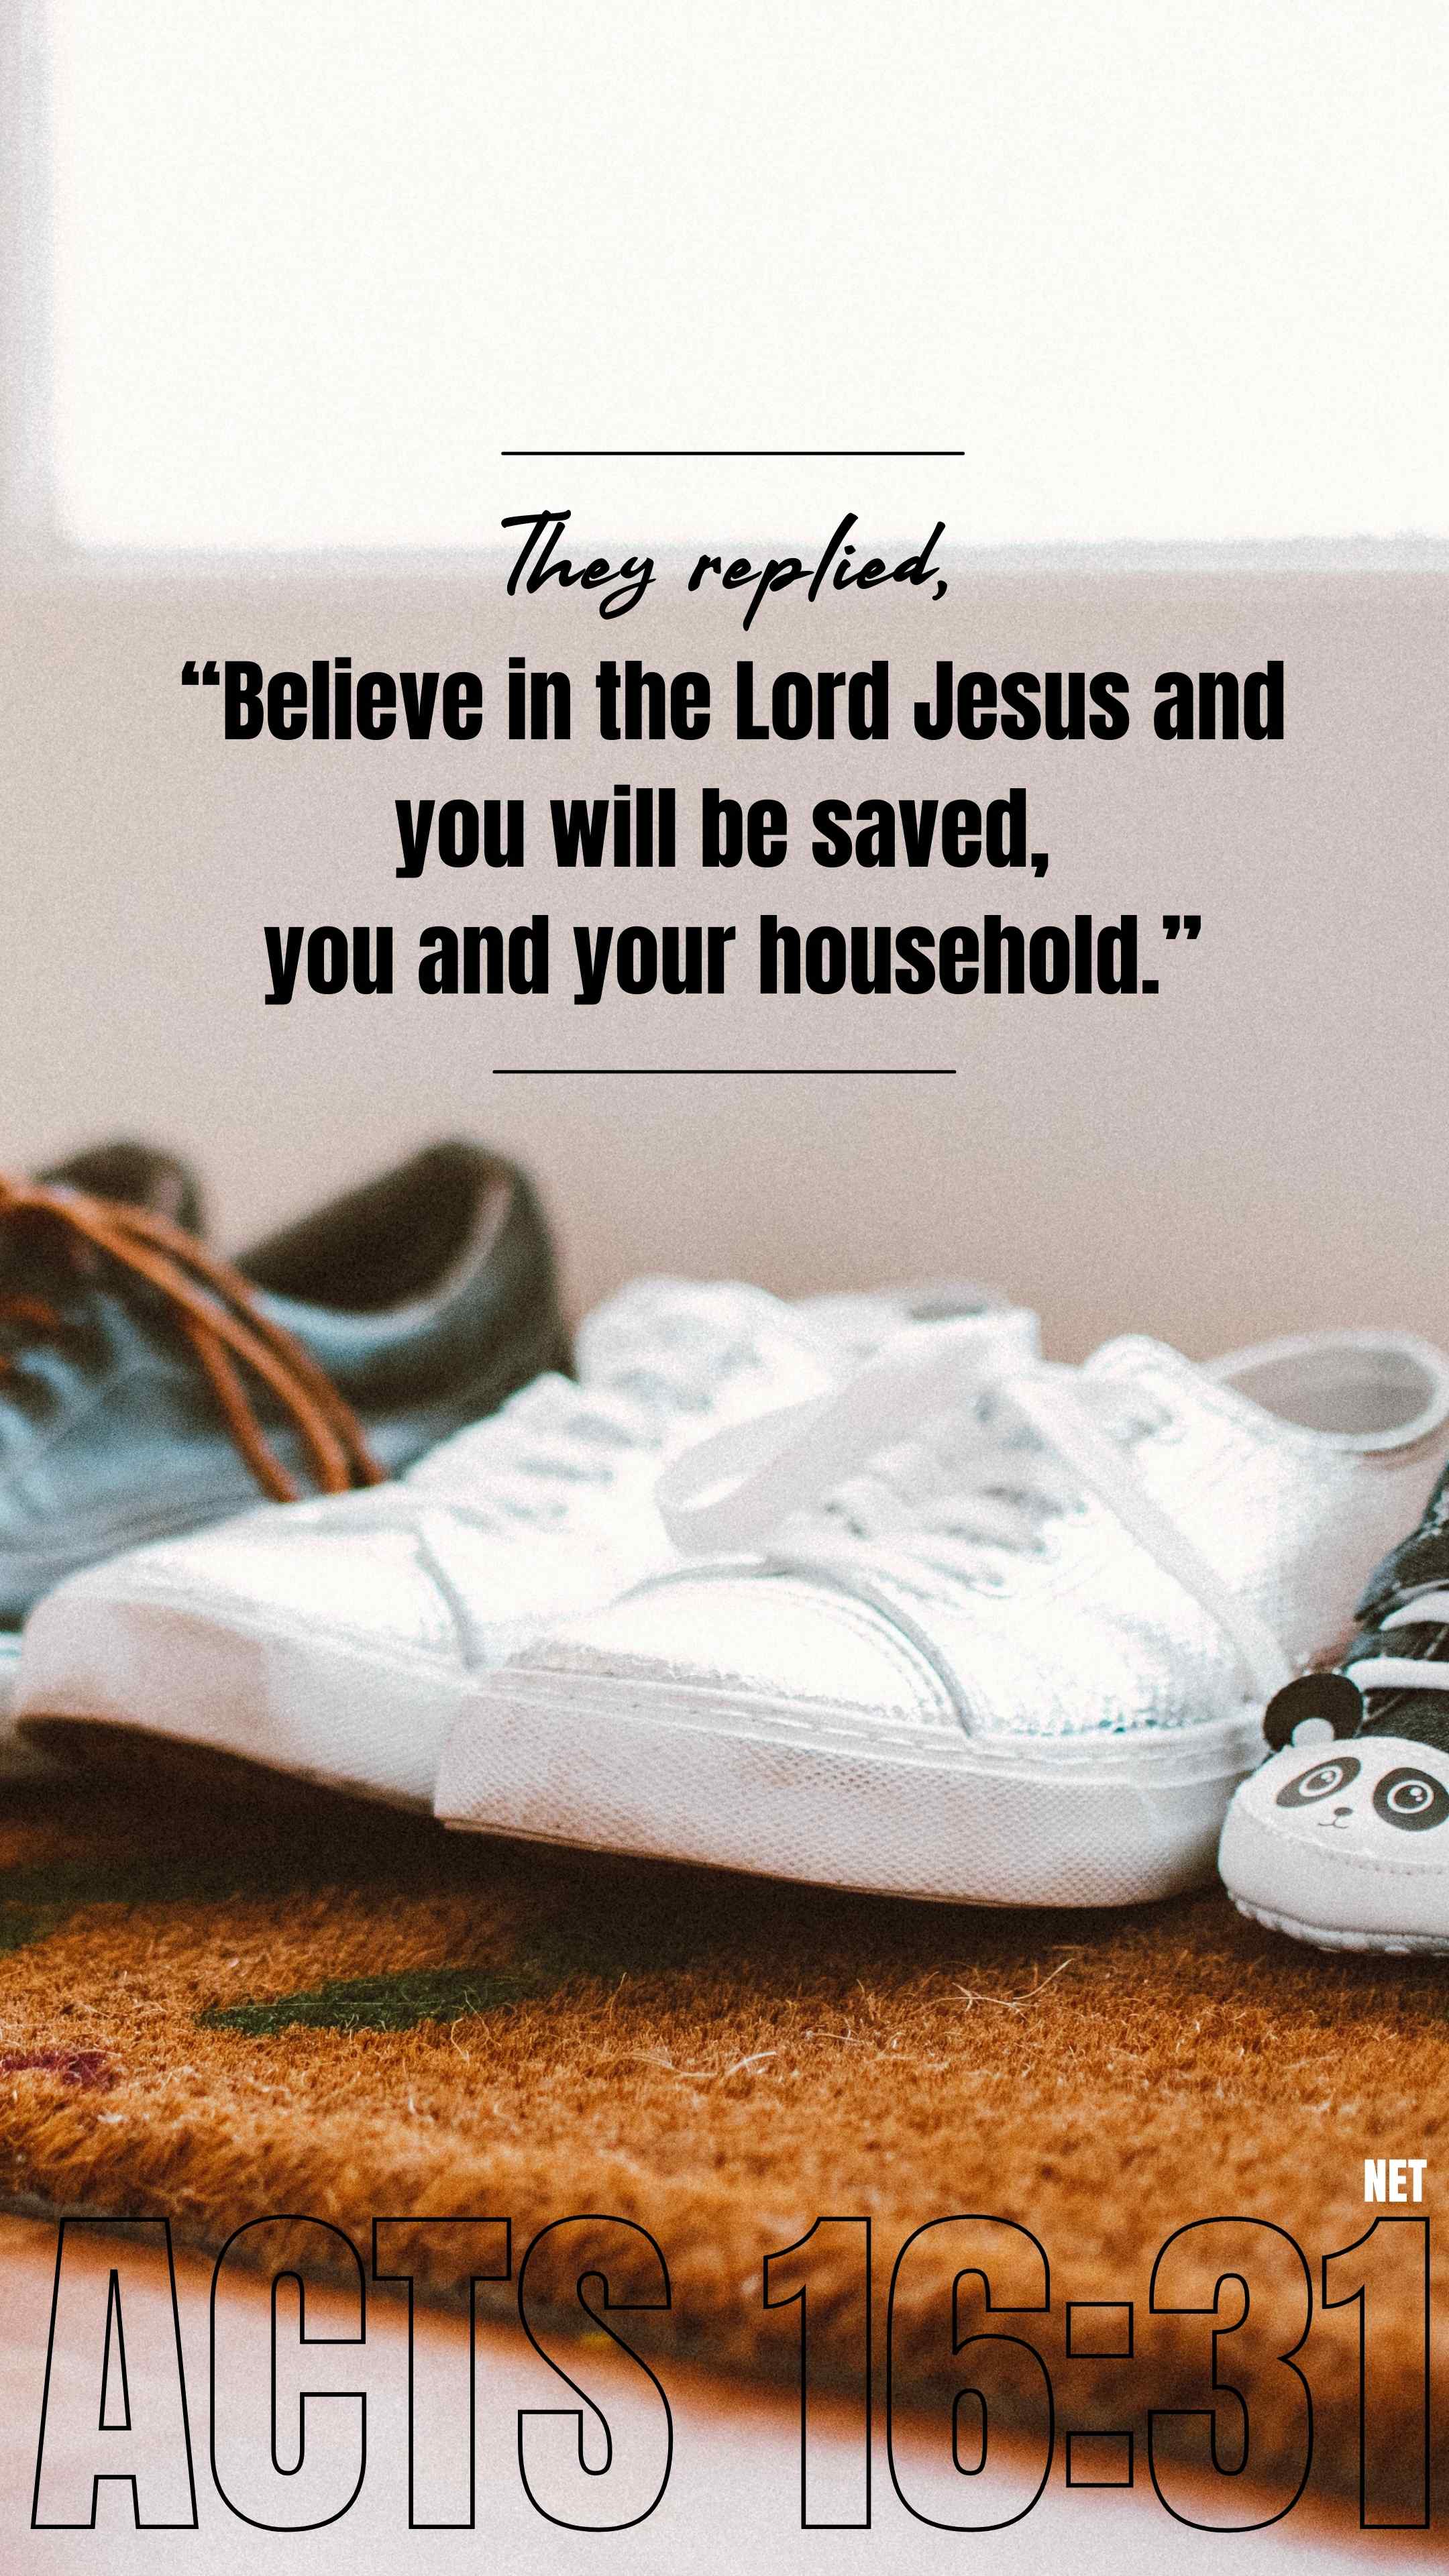 They replied,
“Believe in the Lord Jesus and
you will be saved,
you and your household.”
NET
ACTS 16:31